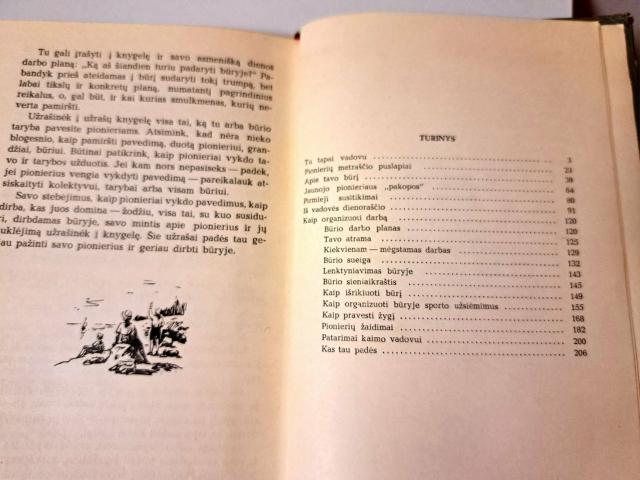 Tu gali įrašyti į knygelę ir savo asmenišką dienos
darbo planą: „Ką aš šiandien turiu padaryti būryje?“ Pa-
bandyk prieš ateidamas į būrį sudaryti tokį trumpą, bet
labai tikslų ir konkretų planą, numatantį pagrindinius
reikalus, o, gal būt, ir kai kurias smulkmenas, kurių ne-
verta pamiršti.
Užrašinėk į užrašų knygelę visa tai, ką tu arba būrio
taryba pavesite pionieriams. Atsimink, kad nėra nieko
blogesnio, kaip pamiršti pavedimą, duotą pionieriui, gran-
džiai, būriui. Būtinai patikrink, kaip pionieriai vykdo ta-
vo ir tarybos užduotis. Jei kam nors nepasiseks — padėk,
jei pionierius vengia vykdyti pavedimą — pareikalauk at-
siskaityti kolektyvui, tarybai arba visam būriui.
Savo stebėjimus, kaip pionieriai vykdo pavedimus, kaip
dirba, kas juos domina — žodžiu, visa tai, su kuo susidu-
ri, dirbdamas būryje, savo mintis apie pionierius ir jų
auklėjimą užrašinėk į knygelę. Šie užrašai padės tau ge-
riau pažinti savo pionierius ir geriau dirbti būryje.
TURINYS
Tu tapai vadovu 3
Pionierių metraščio puslapiai 23
Apie tavo būrį 38
Jaunojo pionieriaus „pakopos“ 64
Pirmieji susitikimai 80
Iš vadovės dienoraščio 91
Kaip organizuoti darbą 120
Būrio darbo planas 120
Tavo atrama 125
Kiekvienam — mėgstamas darbas 129
Būrio sueiga 132
Lenktyniavimas būryje 143
Būrio sieniaikraštis 145
Kaip išrikiuoti būrį 149
Kaip organizuoti būryje sporto užsiėmimus 155
Kaip pravesti žygį 168
Pionierių žaidimai 182
Patarimai kaimo vadovui 200
Kas tau padės 206